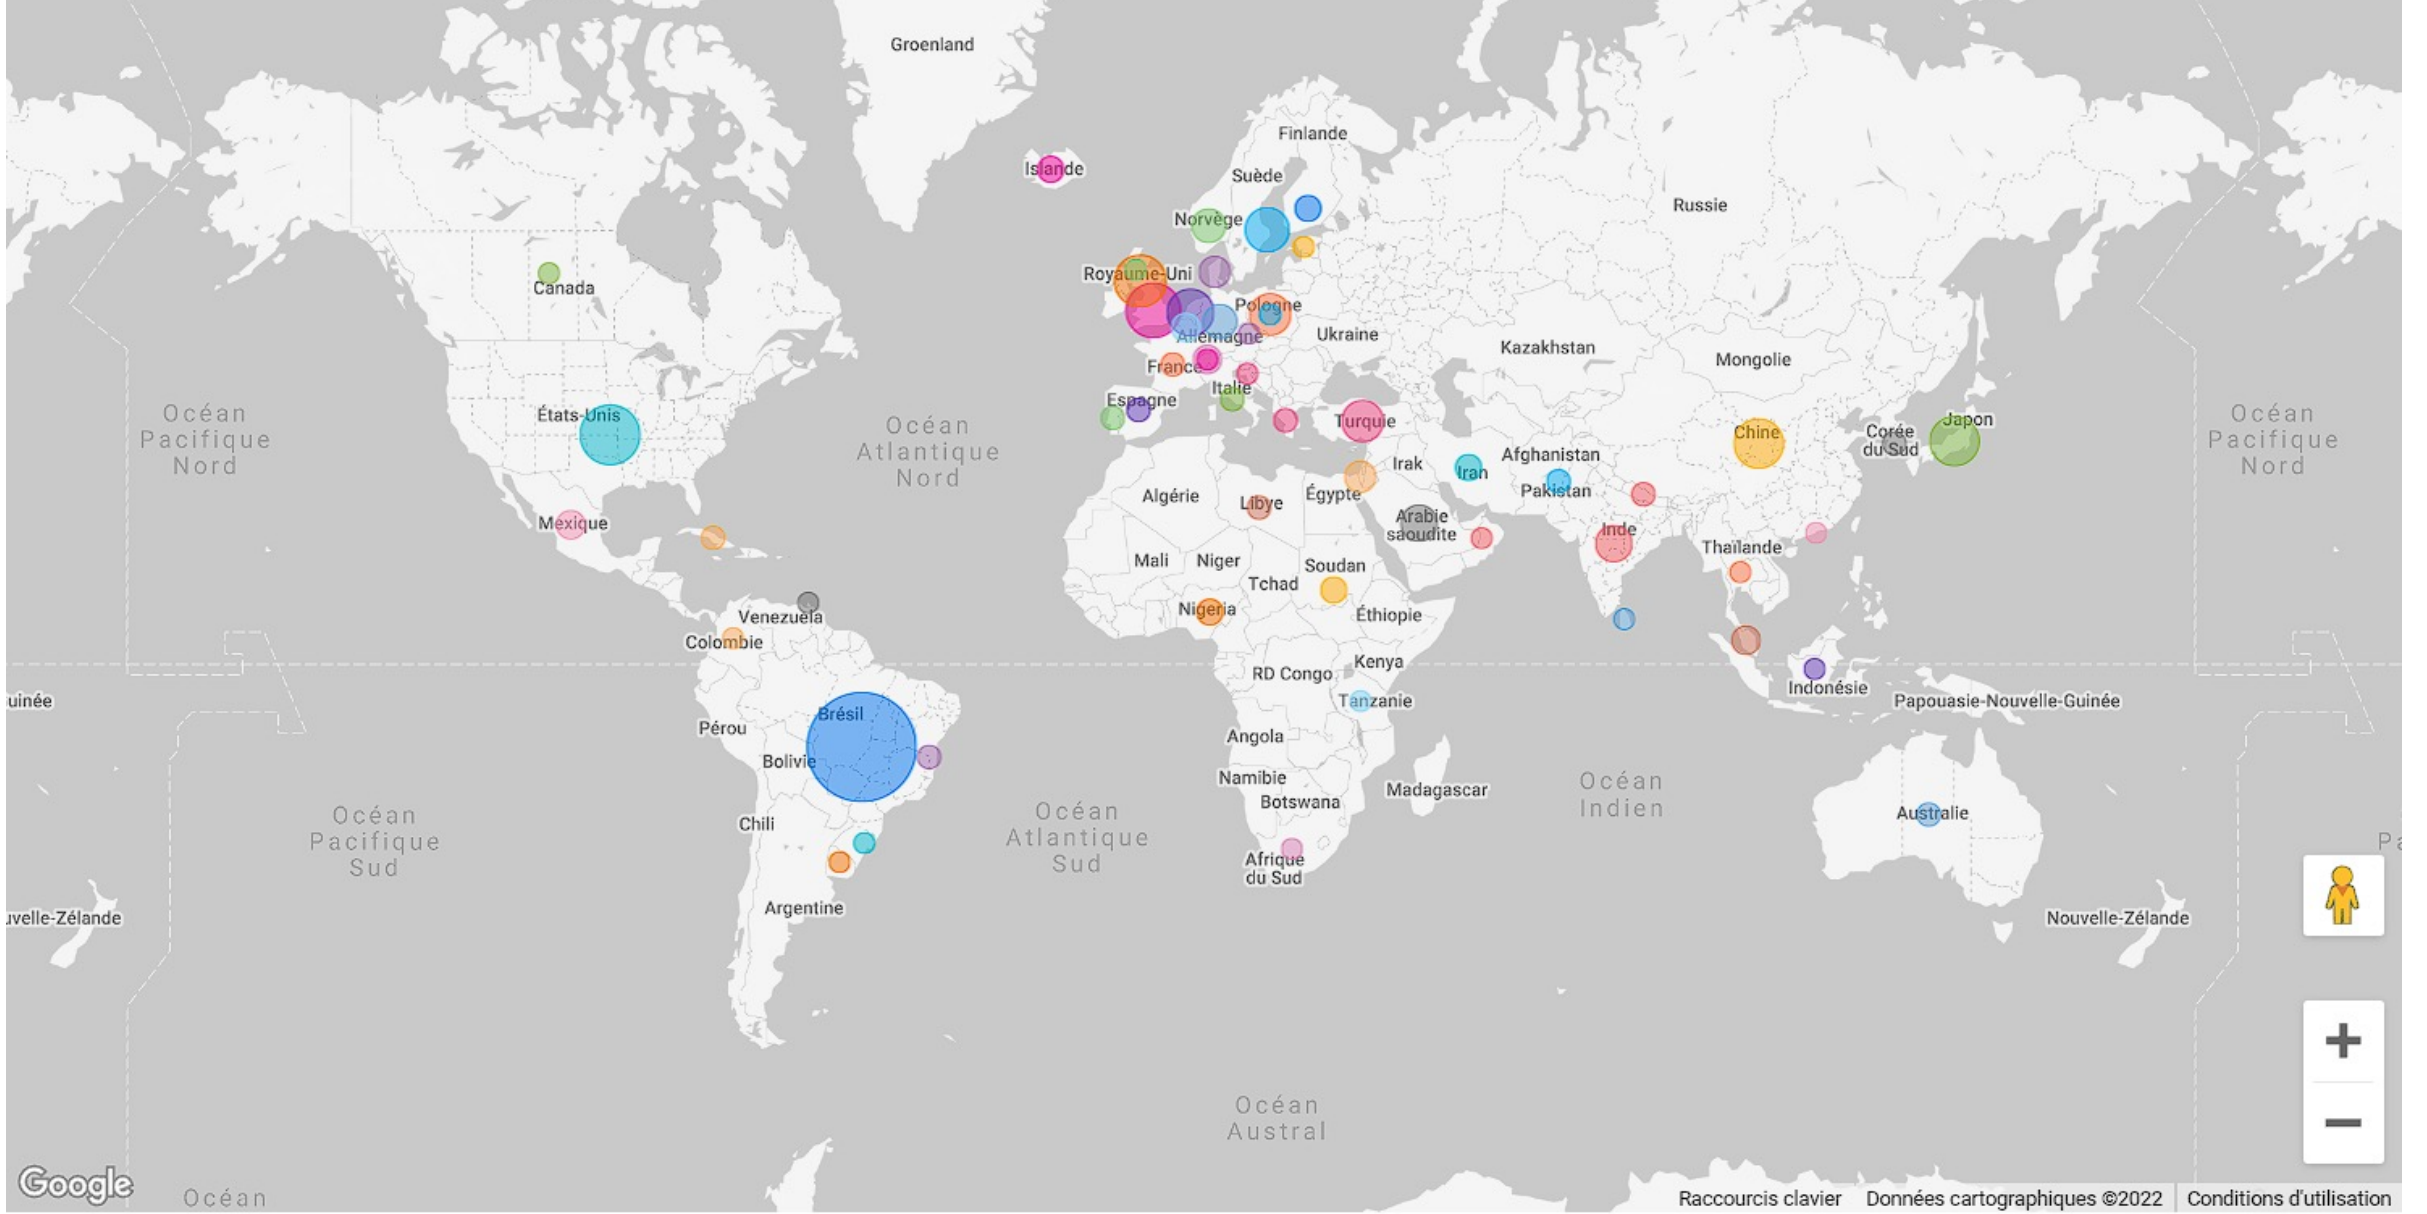 Groenland
Finlande
Islande
Suède
Russie
Norvège
Royaume-Uni
Canada
Pologne
Ukraine
Allemagne
Kazakhstan
Mongolie
France
Italie
Espagne
États-Unis
Turquie
Japon
Chine
Corée
du Sud
Océan
Pacifique
Nord
Océan
Atlantique
Nord
Océan
Pacifique
Nord
Irak
Iran
Afghanistan
Pakistan
Algérie
Libye
Égypte
Mexique
Arabie
saoudite
Inde
Thaïlande
Mali
Niger
Tchad
Soudan
Nigeria
Éthiopie
Venezuela
Colombie
Kenya
RD Congo
Tanzanie
Indonésie
Papouasie-Nouvelle-Guinée
uinée
Brésil
Pérou
Bolivie
Angola
Namibie
Botswana
Madagascar
Océan
Indien
Australie
Chili
Océan
Pacifique
Sud
Océan
Atlantique
Sud
Pa
Afrique
du Sud
Argentine
uvelle-Zélande
Nouvelle-Zélande
Océan
Austral
Google
Océan
Raccourcis clavier
Données cartographiques ©2022
Conditions d'utilisation